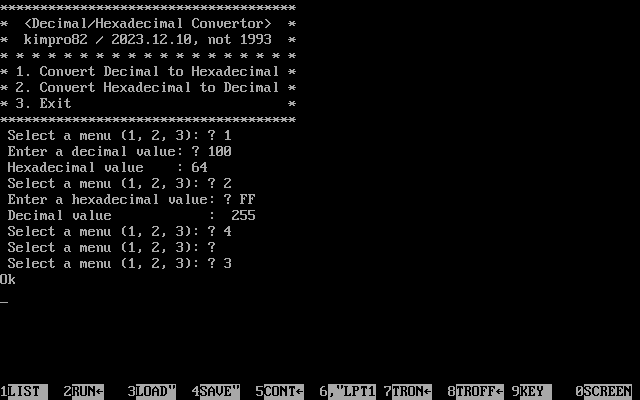 *************************************
*  <Decimal/Hexadecimal Convertor>  *
*  kimpro82 / 2023.12.10, not 1993  *
* * * * * * * * * * * * * * * * * * *
* 1. Convert Decimal to Hexadecimal *
* 2. Convert Hexadecimal to Decimal *
* 3. Exit                           *
*************************************
 Select a menu (1, 2, 3): ? 1
 Enter a decimal value: ? 100
 Hexadecimal value    : 64
 Select a menu (1, 2, 3): ? 2
 Enter a hexadecimal value: ? FF
 Decimal value            :  255
 Select a menu (1, 2, 3): ? 4
 Select a menu (1, 2, 3): ?
 Select a menu (1, 2, 3): ? 3
Ok
_
1LIST   2RUN←   3LOAD"  4SAVE"  5CONT←  6,"LPT1 7TRON←  8TROFF← 9KEY    0SCREEN